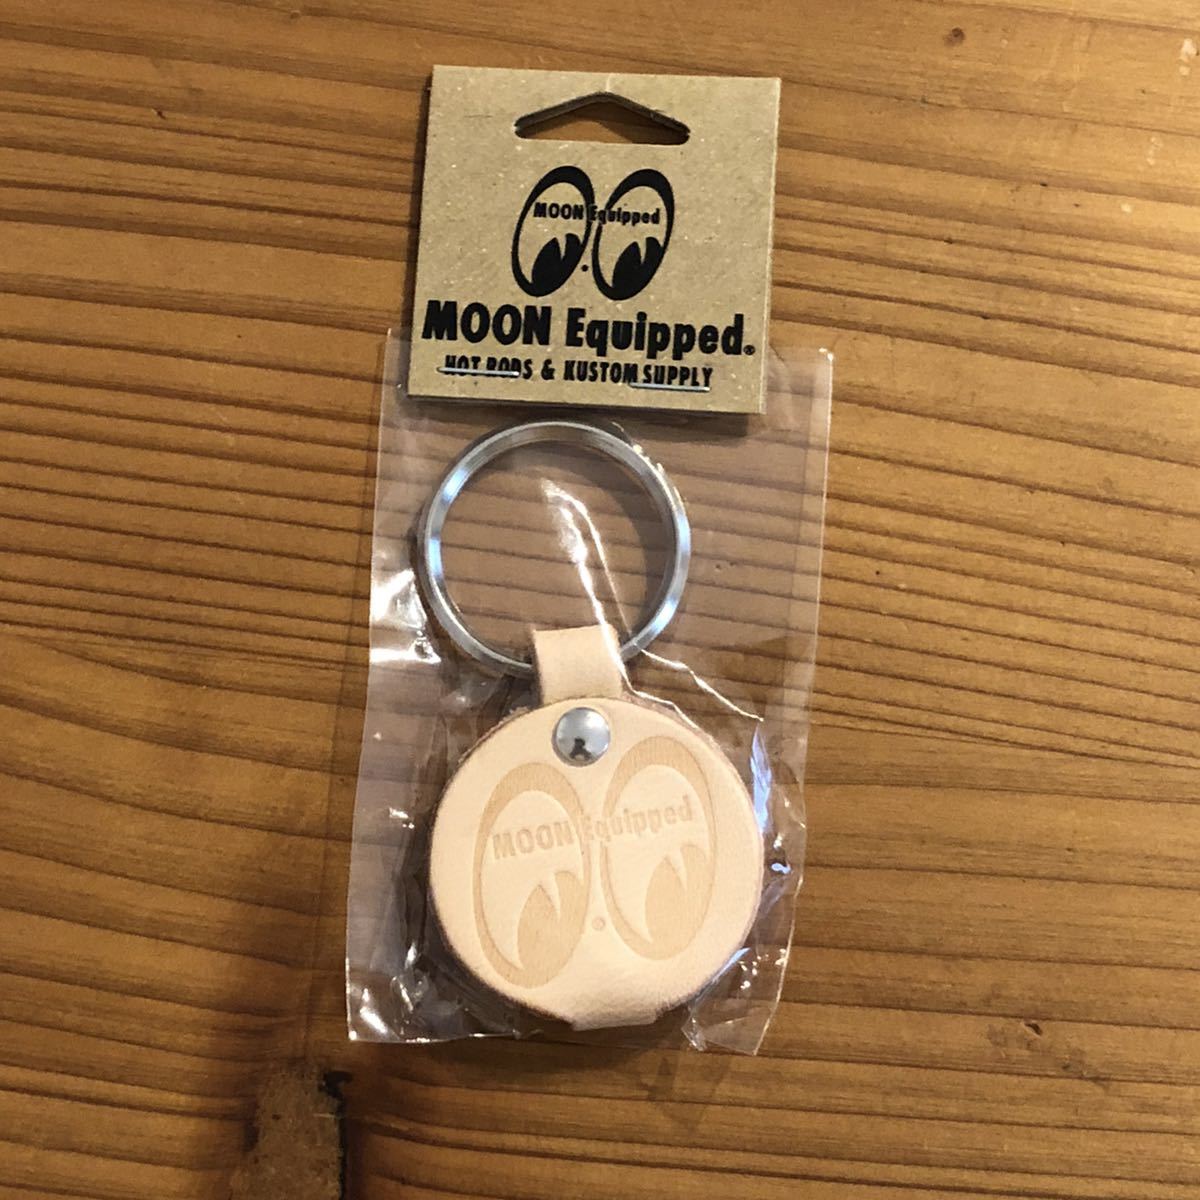 MOON Equipped
MOON Equipped®
HOT RODS & KUSTOM SUPPLY
MOON Equipped